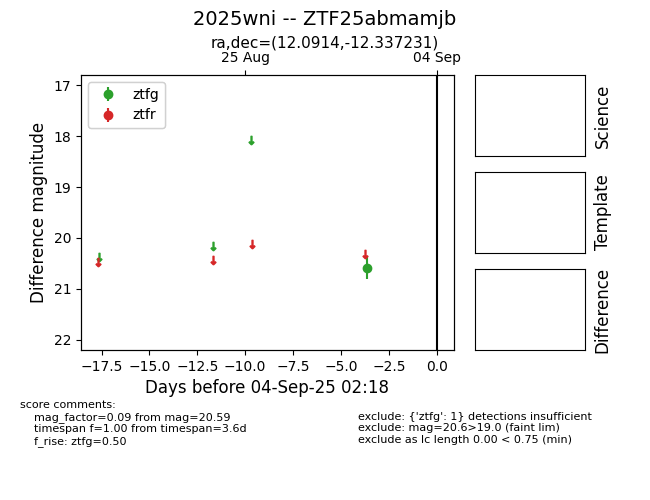 2025wni -- ZTF25abmamjb
ra,dec=(12.0914,-12.337231)
25 Aug
04 Sep
ztfg
ztfr
17
18
19
20
21
22
Difference magnitude
−17.5
−15.0
−12.5
−10.0
−7.5
−5.0
−2.5
0.0
Days before 04-Sep-25 02:18
Science
Template
Difference
score comments:
mag_factor=0.09 from mag=20.59
timespan f=1.00 from timespan=3.6d
f_rise: ztfg=0.50
exclude: {'ztfg': 1} detections insufficient
exclude: mag=20.6>19.0 (faint lim)
exclude as lc length 0.00 < 0.75 (min)